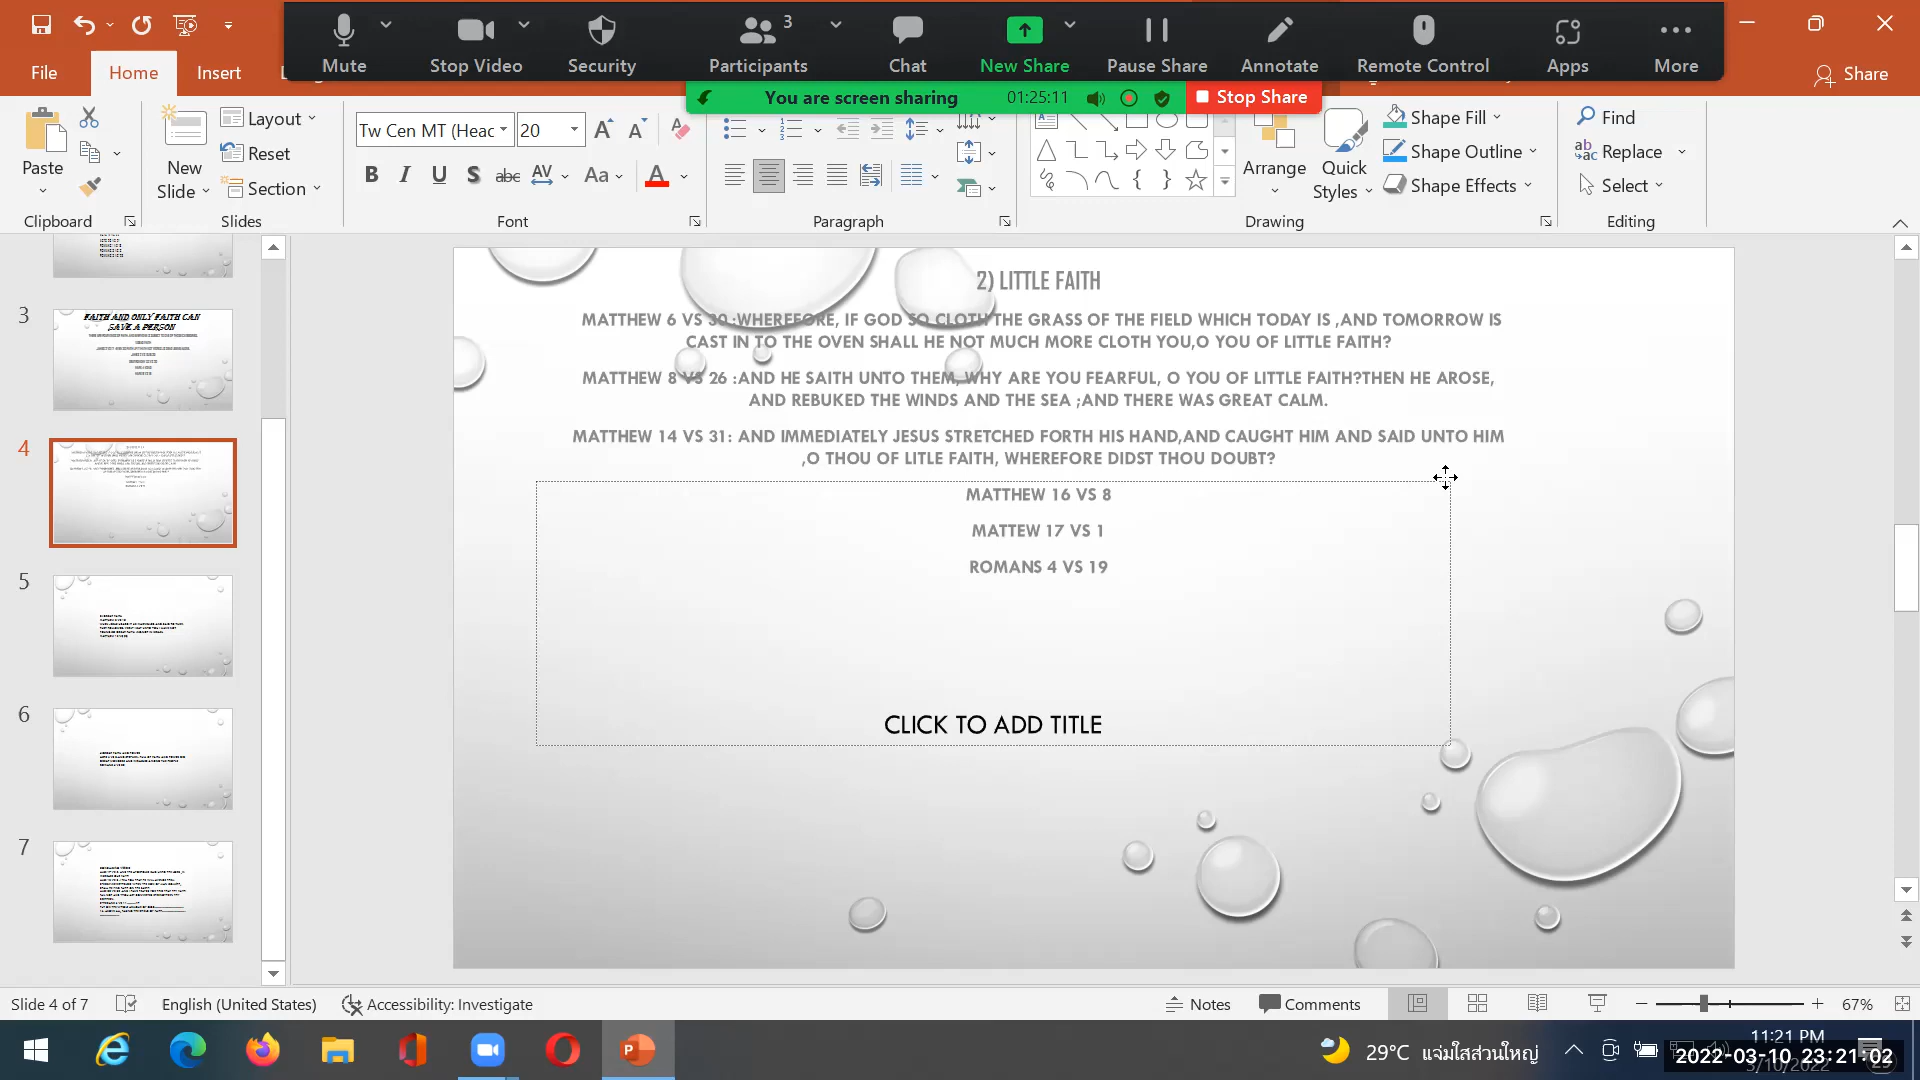 Mute
Stop Video
Security
Participants
3
Chat
New Share
Pause Share
Annotate
Remote Control
Apps
More
You are screen sharing
01:25:11
Stop Share
File
Home
Insert
Share
Paste
New
Slide
Layout
Reset
Section
Tw Cen MT (Heac
20
Arrange
Quick
Styles
Shape Fill
Shape Outline
Shape Effects
Find
Replace
Select
Clipboard
Slides
Font
Paragraph
Drawing
Editing
3
FAITH AND ONLY FAITH CAN
SAVE A PERSON
4
5
6
7
2) LITTLE FAITH
MATTHEW 6 VS 30 :WHEREFORE, IF GOD SO CLOTH THE GRASS OF THE FIELD WHICH TODAY IS ,AND TOMORROW IS
CAST IN TO THE OVEN SHALL HE NOT MUCH MORE CLOTH YOU,O YOU OF LITTLE FAITH?
MATTHEW 8 VS 26 :AND HE SAITH UNTO THEM, WHY ARE YOU FEARFUL, O YOU OF LITTLE FAITH?THEN HE AROSE,
AND REBUKED THE WINDS AND THE SEA ;AND THERE WAS GREAT CALM.
MATTHEW 14 VS 31: AND IMMEDIATELY JESUS STRETCHED FORTH HIS HAND,AND CAUGHT HIM AND SAID UNTO HIM
,O THOU OF LITLE FAITH, WHEREFORE DIDST THOU DOUBT?
MATTHEW 16 VS 8
MATTEW 17 VS 1
ROMANS 4 VS 19
CLICK TO ADD TITLE
Slide 4 of 7
English (United States)
Accessibility: Investigate
Notes
Comments
67%
29°C แจ่มใสส่วนใหญ่
11:21 PM
3/10/2022
2022-03-10 23:21:02